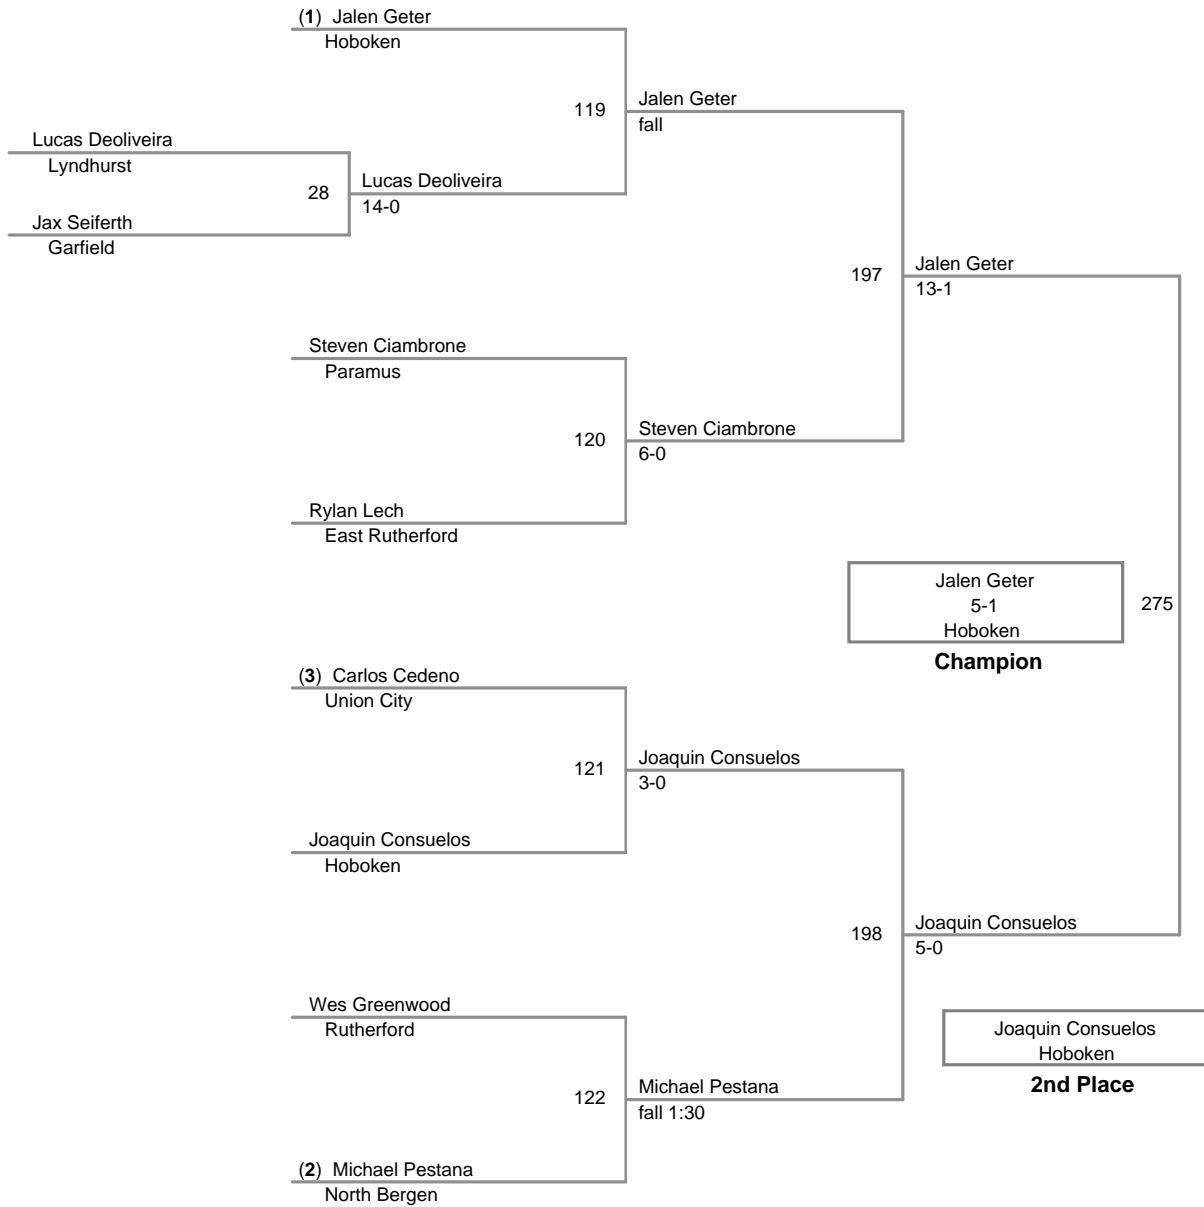 (1) Jalen Geter
Hoboken
119
Jalen Geter
fall
Lucas Deoliveira
Lyndhurst
28
Lucas Deoliveira
14-0
Jax Seiferth
Garfield
197
Jalen Geter
13-1
Steven Ciambrone
Paramus
120
Steven Ciambrone
6-0
Rylan Lech
East Rutherford
Jalen Geter
5-1
Hoboken
275
Champion
(3) Carlos Cedeno
Union City
121
Joaquin Consuelos
3-0
Joaquin Consuelos
Hoboken
198
Joaquin Consuelos
5-0
Wes Greenwood
Rutherford
Joaquin Consuelos
Hoboken
2nd Place
122
Michael Pestana
fall 1:30
(2) Michael Pestana
North Bergen